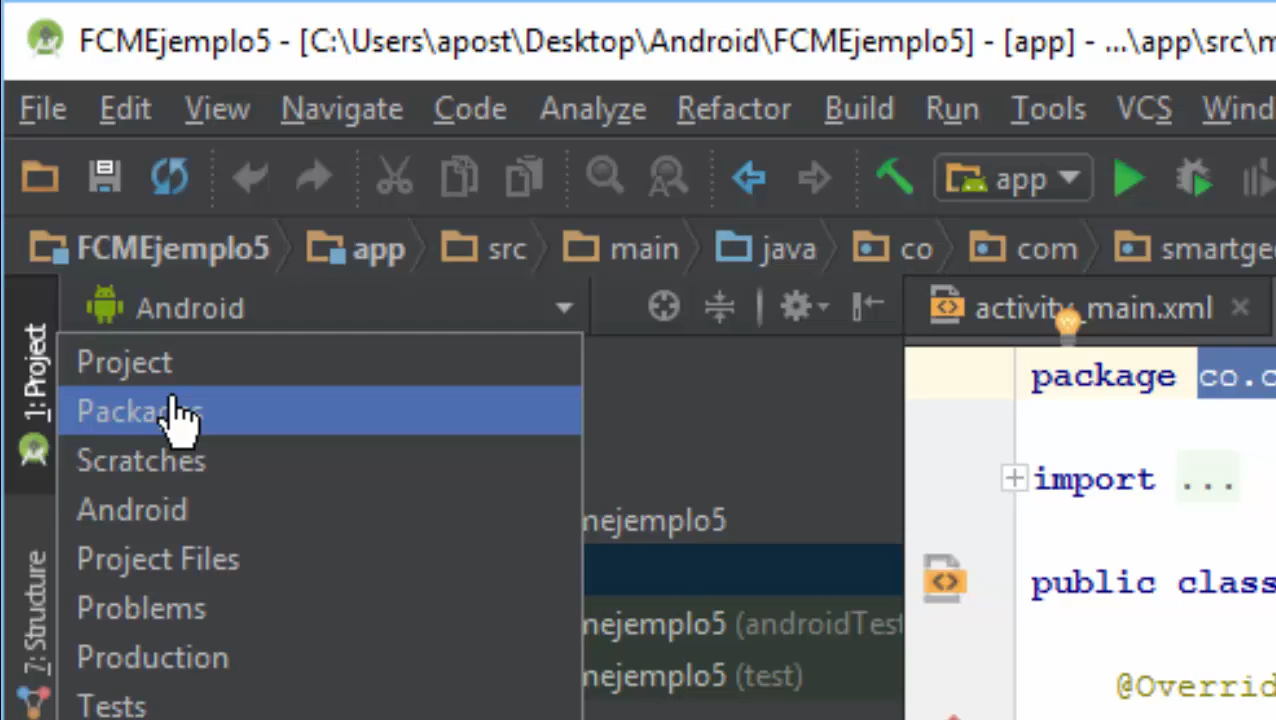 FCMEjemplo5 - [C:\Users\apost\Desktop\Android\FCMEjemplo5] - [app] - ...\app\src\m
File Edit View Navigate Code Analyze Refactor Build Run Tools VCS Wind
app
FCMEjemplo5 app src main java co com smartge
1: Project
Android
activity_main.xml
Project
Packages
Scratches
Android
Project Files
Problems
Production
Tests
7: Structure
nejemplo5
nejemplo5 (androidTest
nejemplo5 (test)
package co.c
import ...
public class
@Overrid